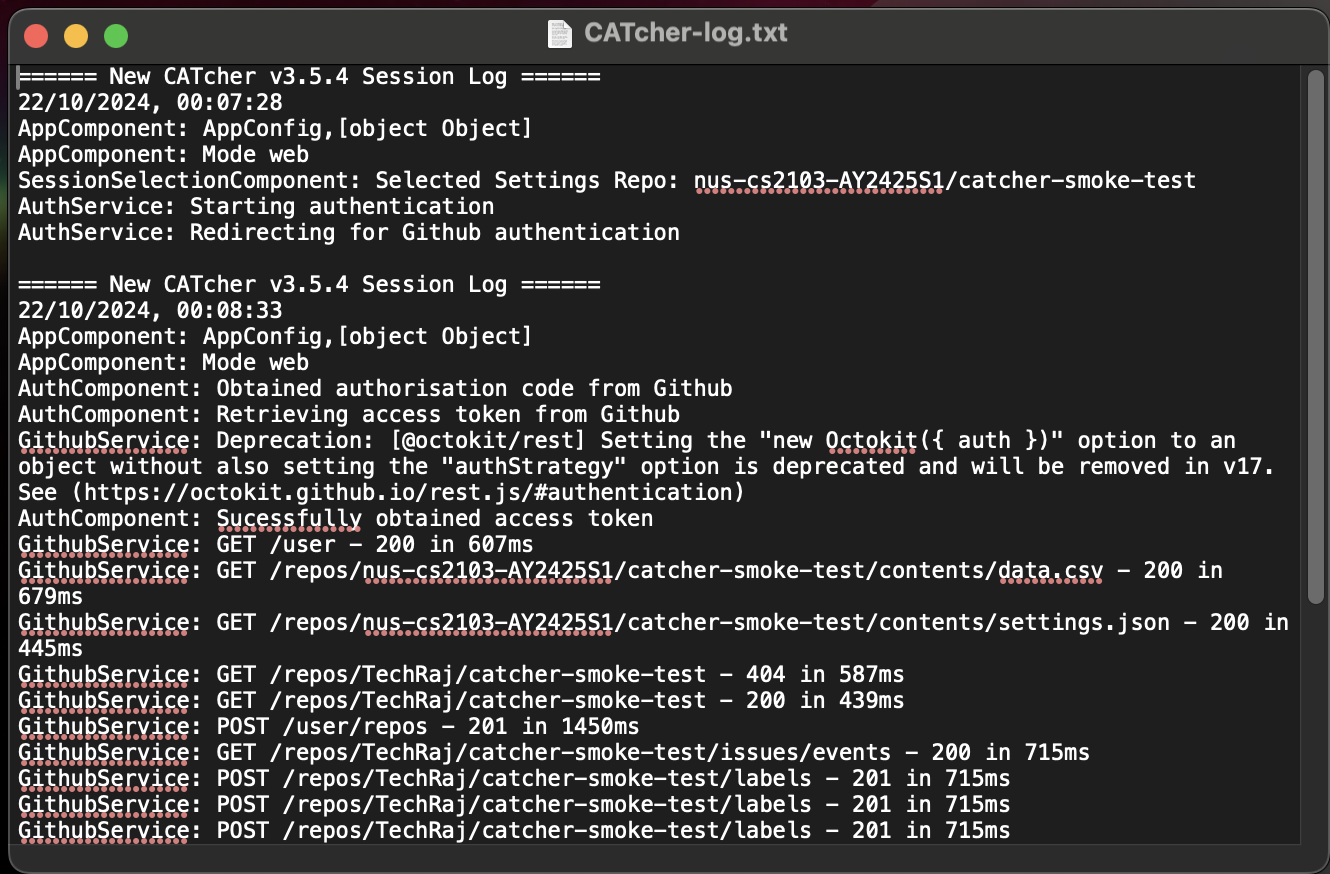 CATcher-log.txt
====== New CATcher v3.5.4 Session Log ======
22/10/2024, 00:07:28
AppComponent: AppConfig,[object Object]
AppComponent: Mode web
SessionSelectionComponent: Selected Settings Repo: nus-cs2103-AY2425S1/catcher-smoke-test
AuthService: Starting authentication
AuthService: Redirecting for Github authentication
====== New CATcher v3.5.4 Session Log ======
22/10/2024, 00:08:33
AppComponent: AppConfig,[object Object]
AppComponent: Mode web
AuthComponent: Obtained authorisation code from Github
AuthComponent: Retrieving access token from Github
GithubService: Deprecation: [@octokit/rest] Setting the "new Octokit({ auth })" option to an
object without also setting the "authStrategy" option is deprecated and will be removed in v17.
See (https://octokit.github.io/rest.js/#authentication)
AuthComponent: Sucessfully obtained access token
GithubService: GET /user – 200 in 607ms
GithubService: GET /repos/nus-cs2103-AY2425S1/catcher-smoke-test/contents/data.csv – 200 in
679ms
GithubService: GET /repos/nus-cs2103-AY2425S1/catcher-smoke-test/contents/settings.json – 200 in
445ms
GithubService: GET /repos/TechRaj/catcher-smoke-test – 404 in 587ms
GithubService: GET /repos/TechRaj/catcher-smoke-test – 200 in 439ms
GithubService: POST /user/repos – 201 in 1450ms
GithubService: GET /repos/TechRaj/catcher-smoke-test/issues/events – 200 in 715ms
GithubService: POST /repos/TechRaj/catcher-smoke-test/labels – 201 in 715ms
GithubService: POST /repos/TechRaj/catcher-smoke-test/labels – 201 in 715ms
GithubService: POST /repos/TechRaj/catcher-smoke-test/labels – 201 in 715ms